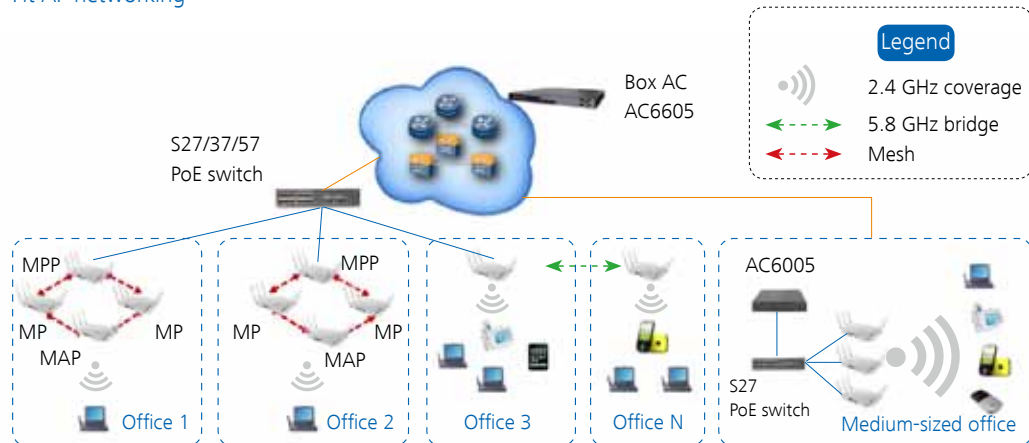 Fit AP networking
Legend
2.4 GHz coverage
5.8 GHz bridge
Mesh
Box AC
AC6605
S27/37/57
PoE switch
MPP
MP
MP
MAP
Office 1
MPP
MP
MP
MAP
Office 2
Office 3
Office N
AC6005
S27
PoE switch
Medium-sized office